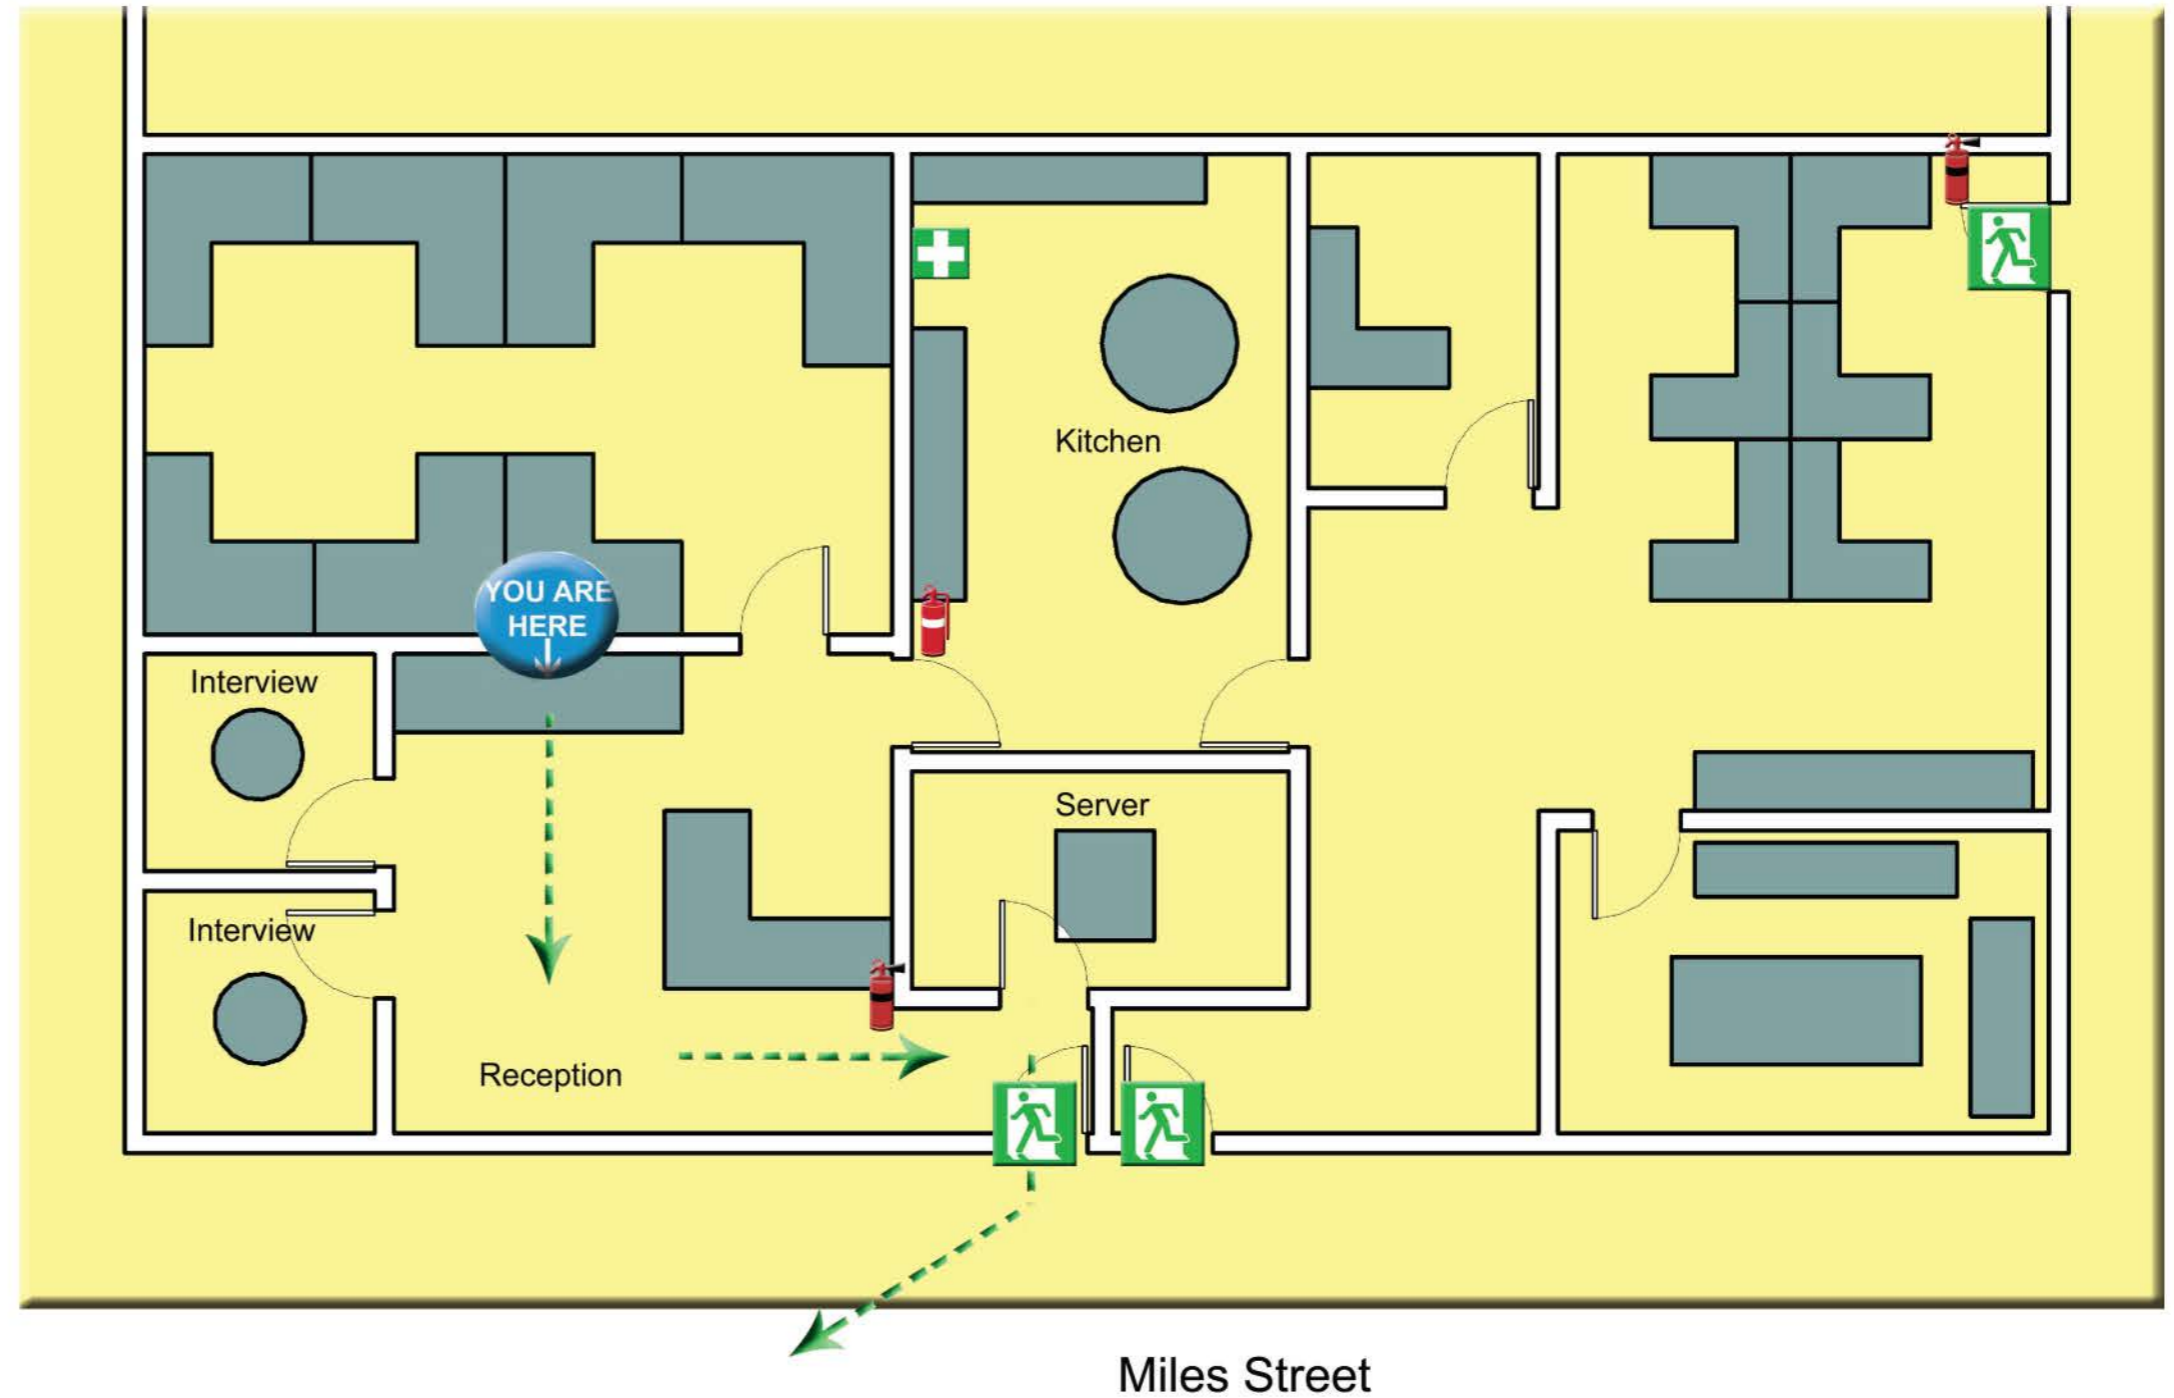 Kitchen
YOU ARE
HERE
Interview
Server
Interview
Reception
Miles Street